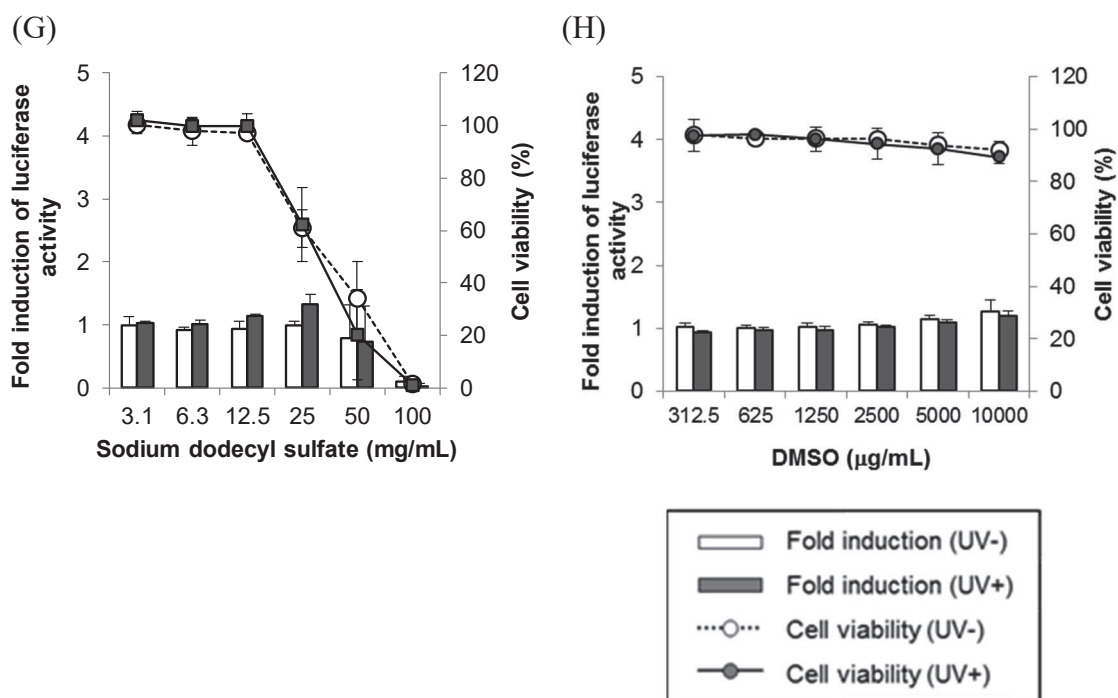 (G)
Fold induction of luciferase
activity
5
4
3
2
1
0
120
100
80
60
40
20
0
Cell viability (%)
3.1 6.3 12.5 25 50 100
Sodium dodecyl sulfate (mg/mL)
(H)
Fold induction of luciferase
activity
5
4
3
2
1
0
120
100
80
60
40
20
0
Cell viability (%)
312.5 625 1250 2500 5000 10000
DMSO (μg/mL)
Fold induction (UV-)
Fold induction (UV+)
Cell viability (UV-)
Cell viability (UV+)